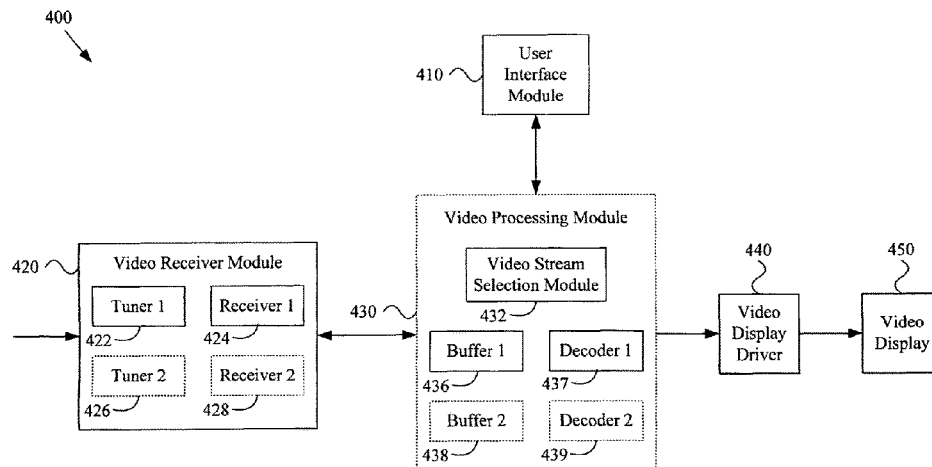 400
410
User
Interface
Module
Video Processing Module
420
Video Receiver Module
Video Stream
Selection Module
430
432
440
450
Tuner 1
Receiver 1
422
424
Buffer 1
Decoder 1
436
437
Video
Display
Driver
Video
Display
Tuner 2
Receiver 2
426
428
Buffer 2
Decoder 2
438
439